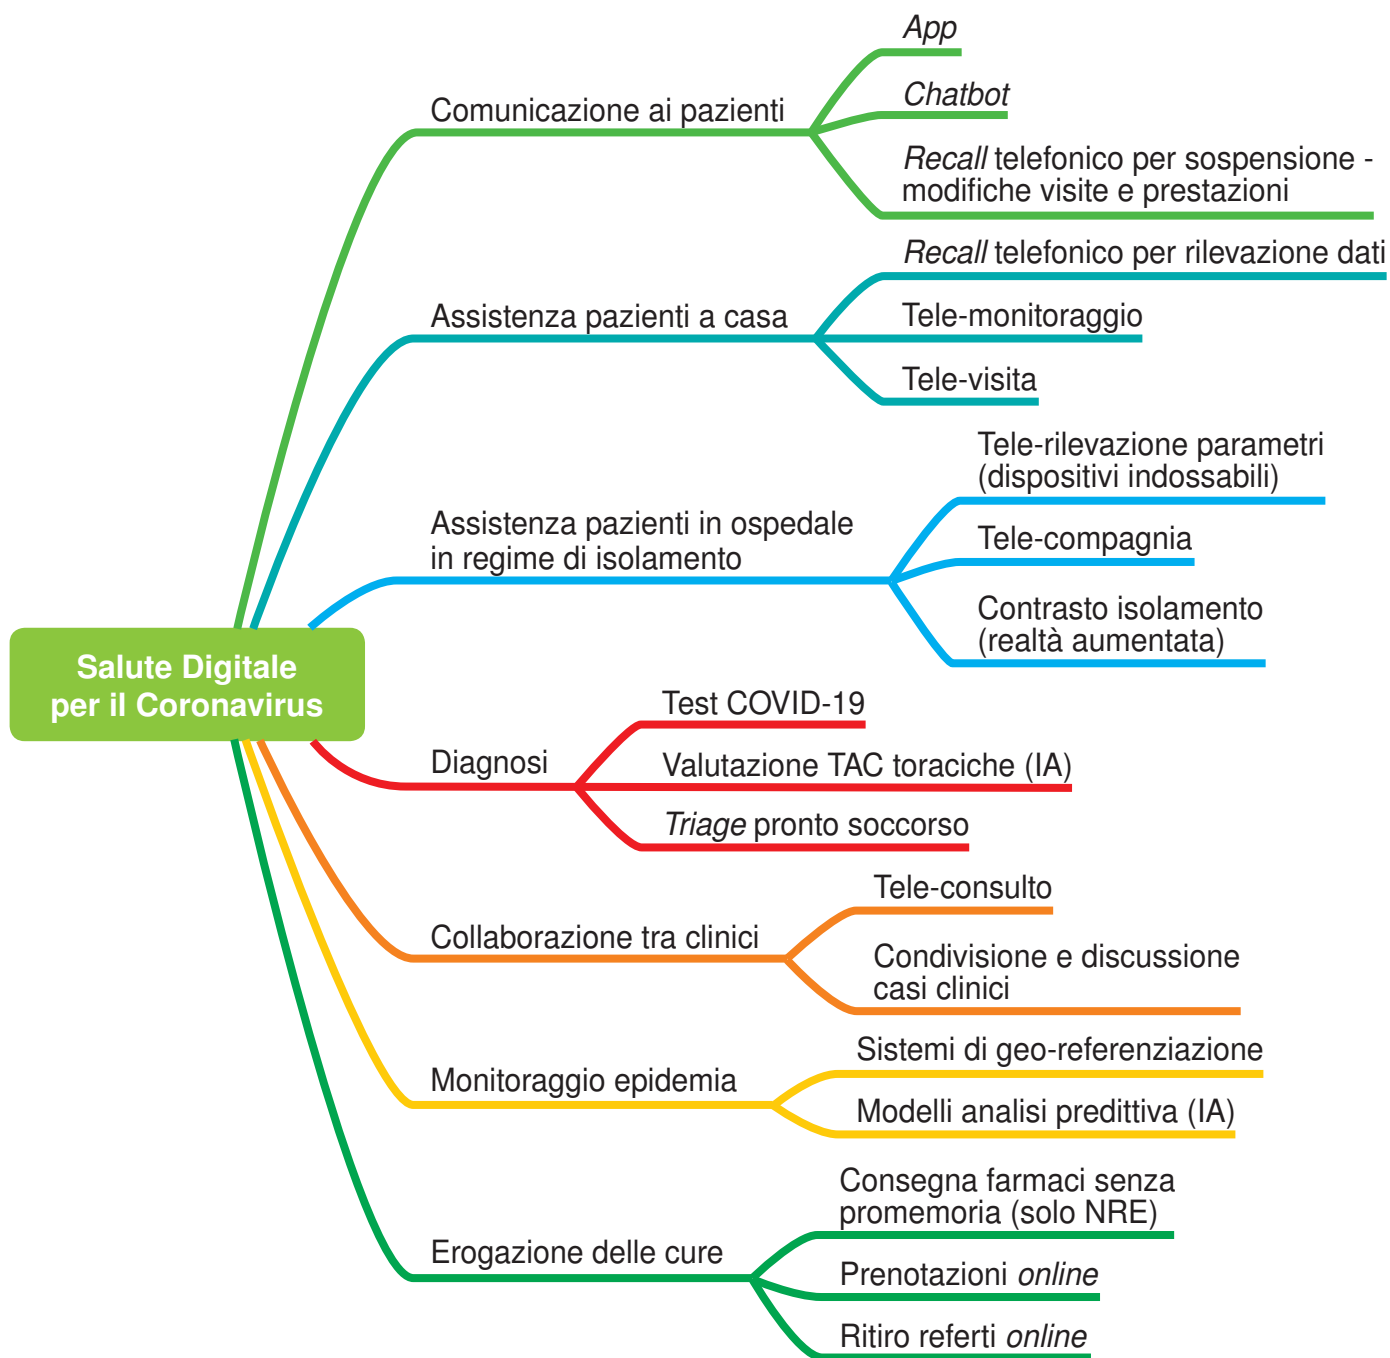 App
Chatbot
Comunicazione ai pazienti
Recall telefonico per sospensione -
modifiche visite e prestazioni
Recall telefonico per rilevazione dati
Assistenza pazienti a casa
Tele-monitoraggio
Tele-visita
Tele-rilevazione parametri
(dispositivi indossabili)
Assistenza pazienti in ospedale
in regime di isolamento
Tele-compagnia
Contrasto isolamento
(realtà aumentata)
Salute Digitale
per il Coronavirus
Test COVID-19
Diagnosi
Valutazione TAC toraciche (IA)
Triage pronto soccorso
Tele-consulto
Collaborazione tra clinici
Condivisione e discussione
casi clinici
Sistemi di geo-referenziazione
Monitoraggio epidemia
Modelli analisi predittiva (IA)
Consegna farmaci senza
promemoria (solo NRE)
Erogazione delle cure
Prenotazioni online
Ritiro referti online